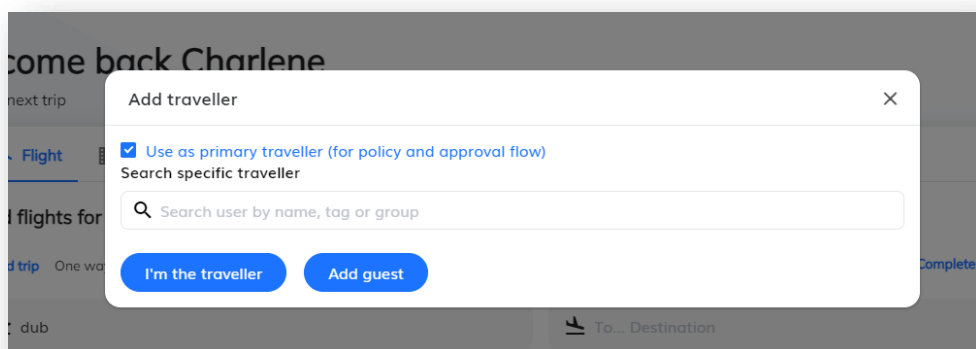 come back Charlene
next trip
Add traveller
Flight
Use as primary traveller (for policy and approval flow)
Search specific traveller
flights for
Search user by name, tag or group
d trip One wa
Complete
I'm the traveller Add guest
dub
To... Destination